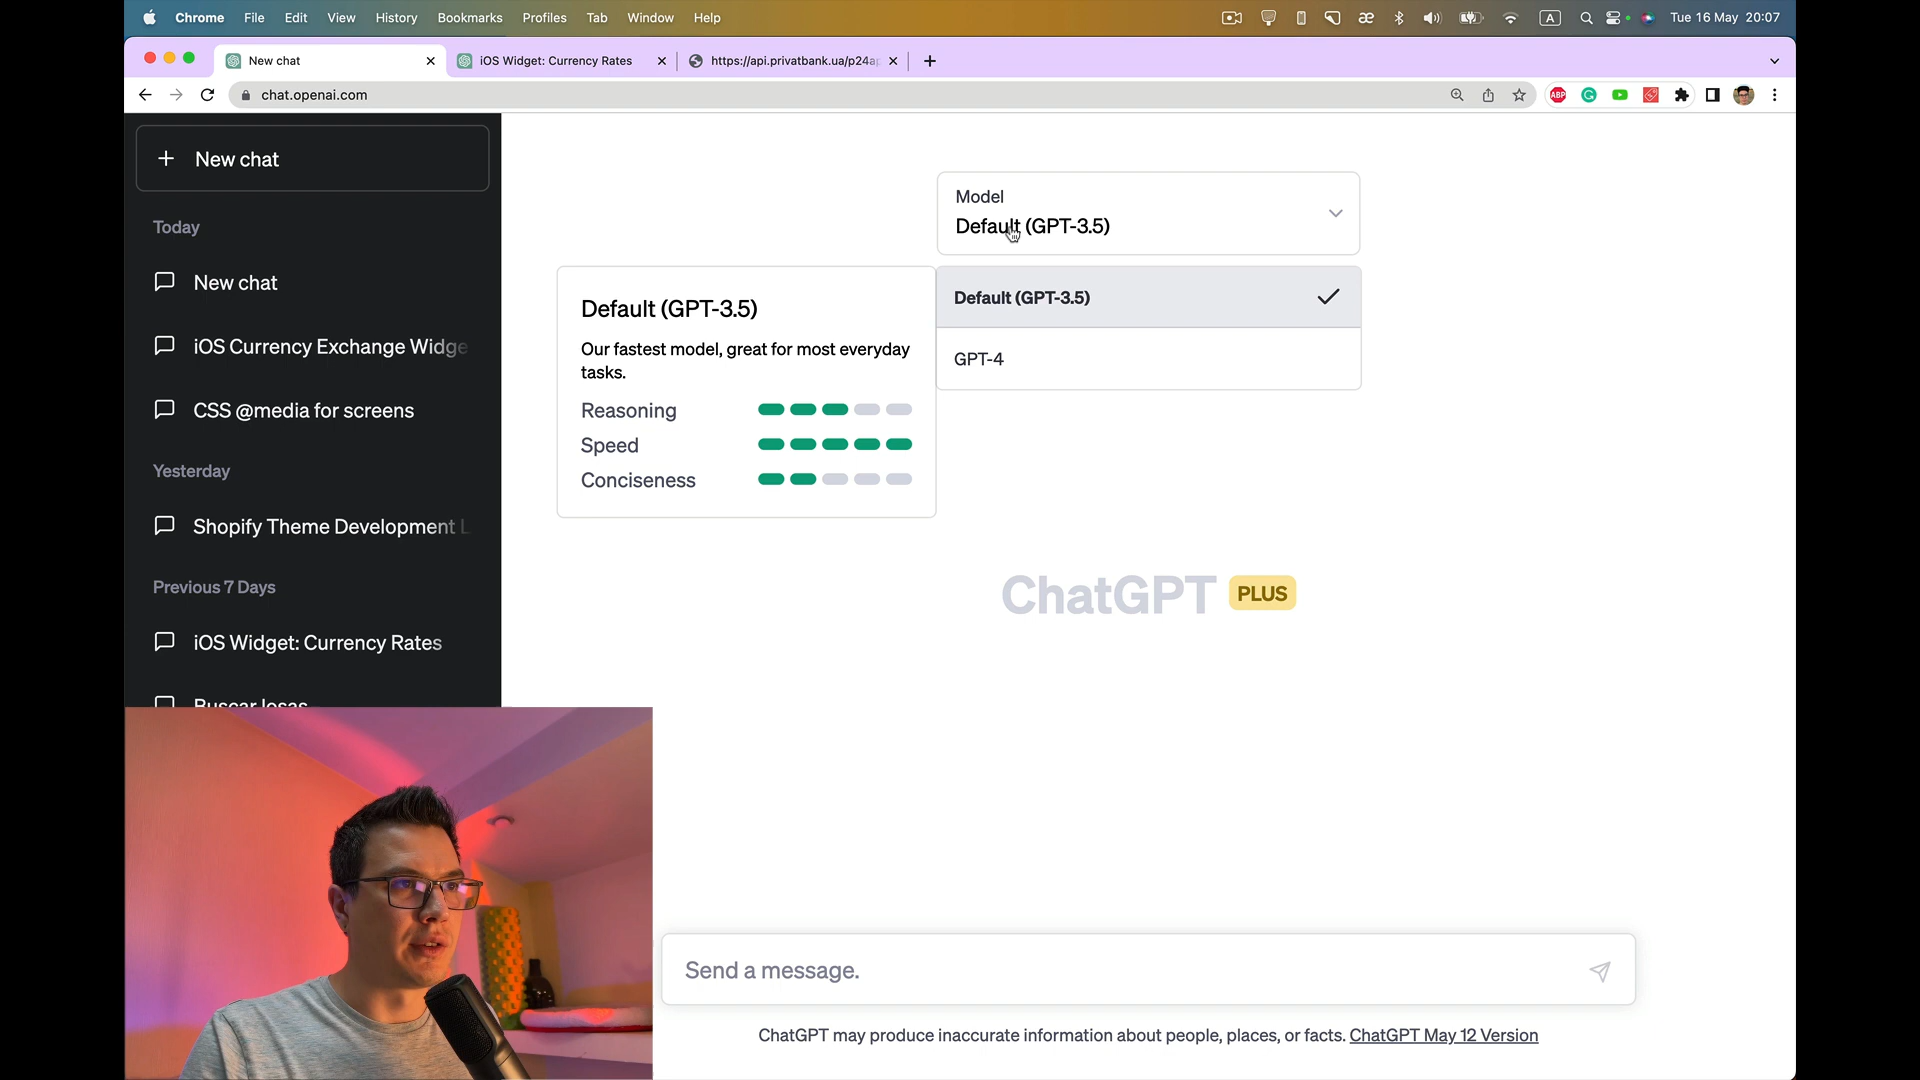 Chrome File Edit View History Bookmarks Profiles Tab Window Help A Tue 16 May 20:07
New chat iOS Widget: Currency Rates https://api.privatbank.ua/p24ap
chat.openai.com ABP
New chat
Today
New chat
iOS Currency Exchange Widge
CSS @media for screens
Yesterday
Shopify Theme Development L
Previous 7 Days
iOS Widget: Currency Rates
Buscar losas
Model
Default (GPT-3.5)
Default (GPT-3.5)
GPT-4
Default (GPT-3.5)
Our fastest model, great for most everyday
tasks.
Reasoning
Speed
Conciseness
ChatGPT PLUS
Send a message.
ChatGPT may produce inaccurate information about people, places, or facts. ChatGPT May 12 Version